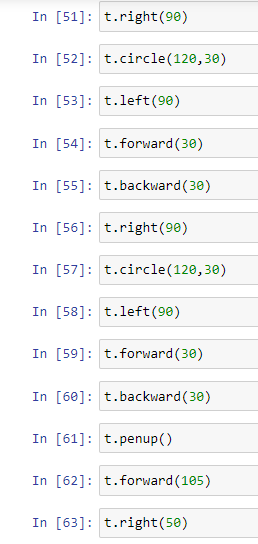 In [51]: t.right(90)
In [52]: t.circle(120,30)
In [53]: t.left(90)
In [54]: t.forward(30)
In [55]: t.backward(30)
In [56]: t.right(90)
In [57]: t.circle(120,30)
In [58]: t.left(90)
In [59]: t.forward(30)
In [60]: t.backward(30)
In [61]: t.penup()
In [62]: t.forward(105)
In [63]: t.right(50)